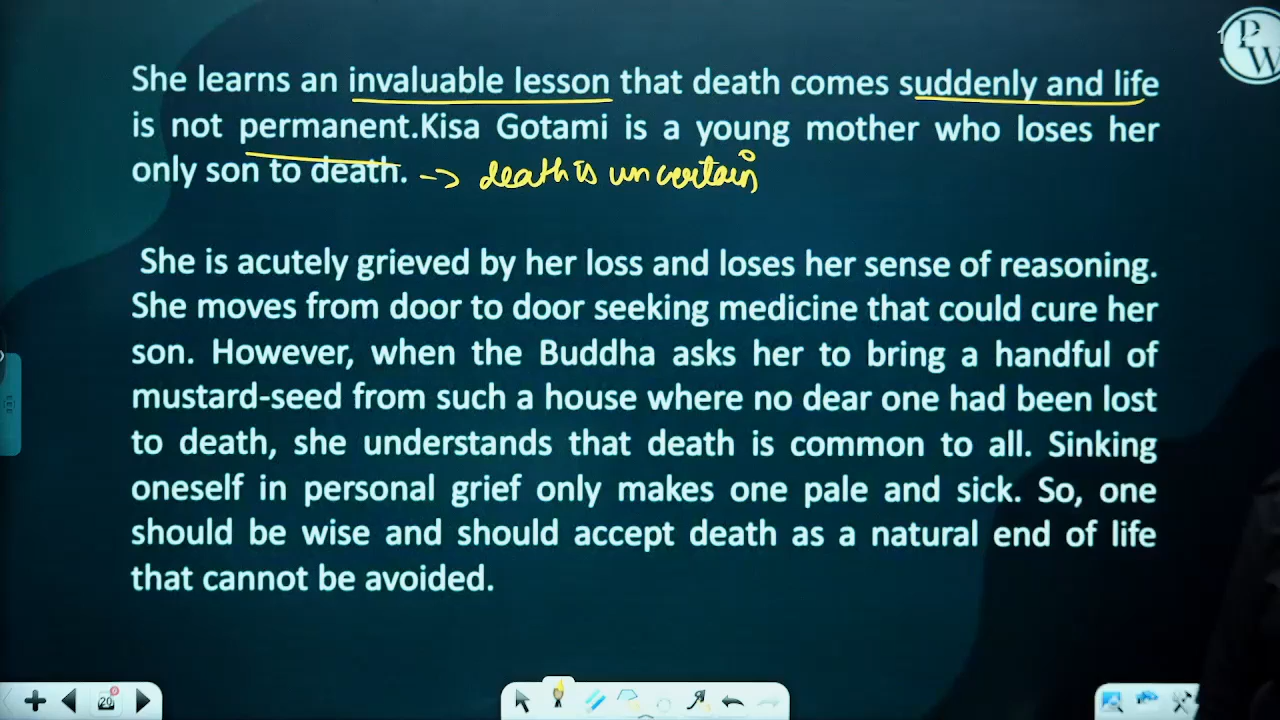 PW
She learns an invaluable lesson that death comes suddenly and life
is not permanent.Kisa Gotami is a young mother who loses her
only son to death. -> death is uncertain
She is acutely grieved by her loss and loses her sense of reasoning.
She moves from door to door seeking medicine that could cure her
son. However, when the Buddha asks her to bring a handful of
mustard-seed from such a house where no dear one had been lost
to death, she understands that death is common to all. Sinking
oneself in personal grief only makes one pale and sick. So, one
should be wise and should accept death as a natural end of life
that cannot be avoided.
20